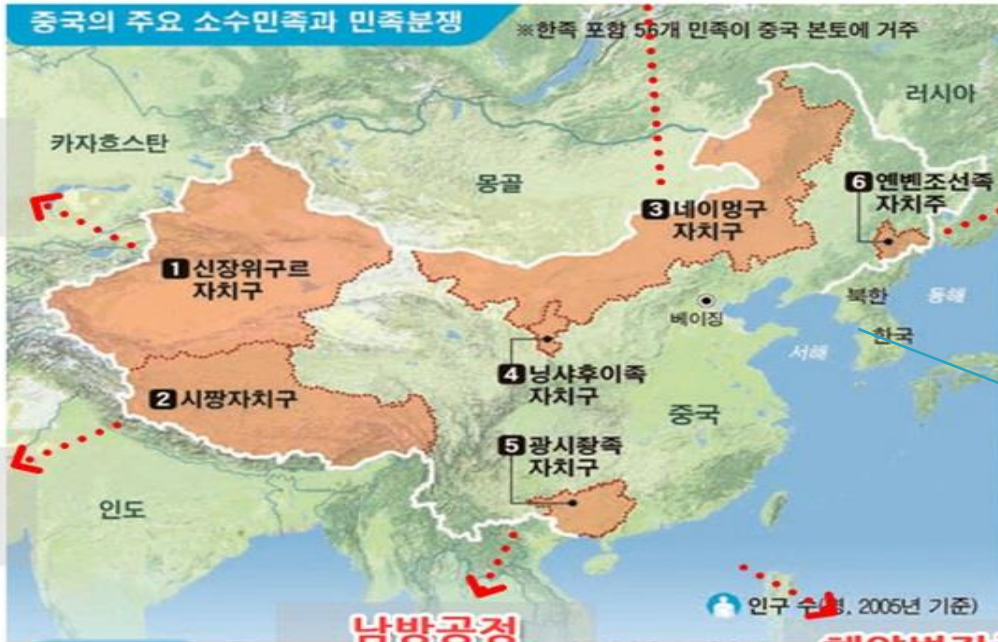 중국의 주요 소수민족과 민족분쟁
※한족 포함 56개 민족이 중국 본토에 거주
러시아
카자흐스탄
몽골
6 옌볜조선족
자치주
3 네이멍구
자치구
1 신장위구르
자치구
북한
동해
베이징
한국
서해
2 시짱자치구
4 닝샤후이족
자치구
중국
5 광시좡족
자치구
인도
인구 수(명, 2005년 기준)
남방공정